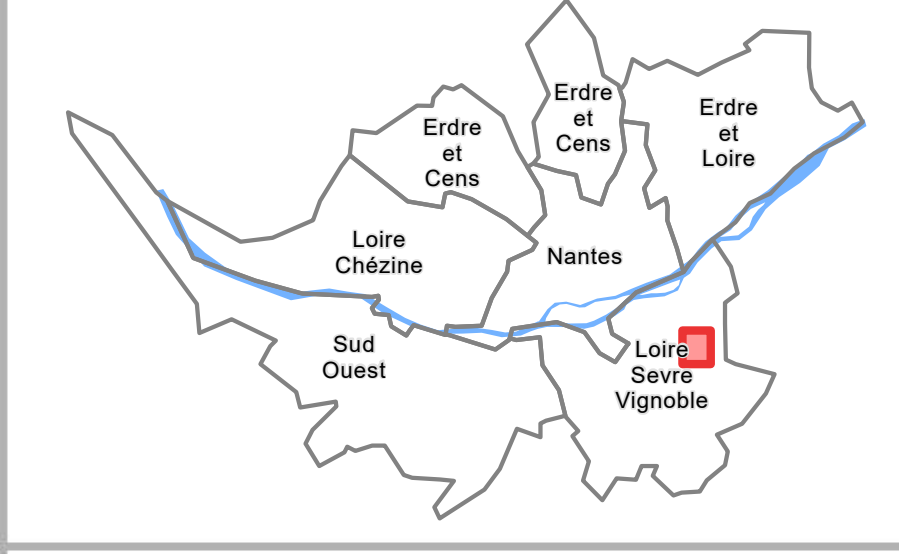 Erdre
et
Cens
Erdre
et
Loire
Erdre
et
Cens
Loire
Chézine
Nantes
Sud
Ouest
Loire
Sevre
Vignoble